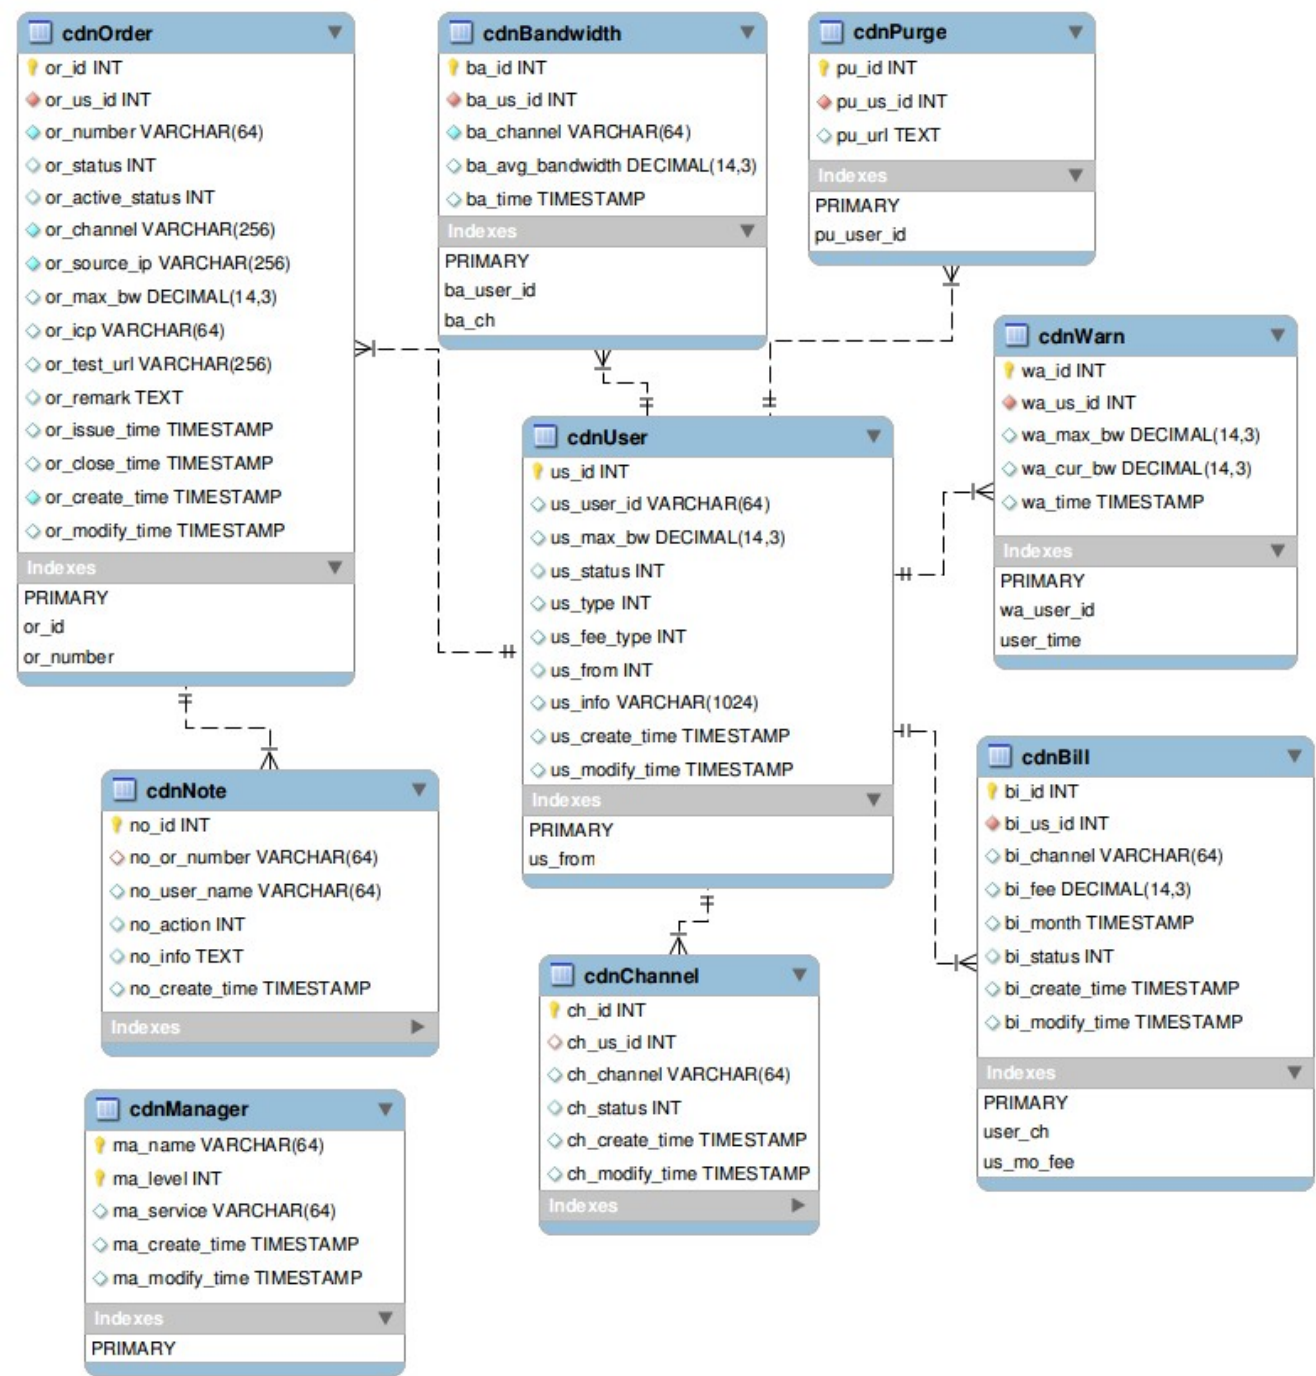 cdnOrder
or_id INT
or_us_id INT
or_number VARCHAR(64)
or_status INT
or_active_status INT
or_channel VARCHAR(256)
or_source_ip VARCHAR(256)
or_max_bw DECIMAL(14,3)
or_icp VARCHAR(64)
or_test_url VARCHAR(256)
or_remark TEXT
or_issue_time TIMESTAMP
or_close_time TIMESTAMP
or_create_time TIMESTAMP
or_modify_time TIMESTAMP
Indexes
PRIMARY
or_id
or_number
cdnBandwidth
ba_id INT
ba_us_id INT
ba_channel VARCHAR(64)
ba_avg_bandwidth DECIMAL(14,3)
ba_time TIMESTAMP
Indexes
PRIMARY
ba_user_id
ba_ch
cdnPurge
pu_id INT
pu_us_id INT
pu_url TEXT
Indexes
PRIMARY
pu_user_id
cdnWarn
wa_id INT
wa_us_id INT
wa_max_bw DECIMAL(14,3)
wa_cur_bw DECIMAL(14,3)
wa_time TIMESTAMP
Indexes
PRIMARY
wa_user_id
user_time
cdnUser
us_id INT
us_user_id VARCHAR(64)
us_max_bw DECIMAL(14,3)
us_status INT
us_type INT
us_fee_type INT
us_from INT
us_info VARCHAR(1024)
us_create_time TIMESTAMP
us_modify_time TIMESTAMP
Indexes
PRIMARY
us_from
cdnNote
no_id INT
no_or_number VARCHAR(64)
no_user_name VARCHAR(64)
no_action INT
no_info TEXT
no_create_time TIMESTAMP
Indexes
cdnBill
bi_id INT
bi_us_id INT
bi_channel VARCHAR(64)
bi_fee DECIMAL(14,3)
bi_month TIMESTAMP
bi_status INT
bi_create_time TIMESTAMP
bi_modify_time TIMESTAMP
Indexes
PRIMARY
user_ch
us_mo_fee
cdnChannel
ch_id INT
ch_us_id INT
ch_channel VARCHAR(64)
ch_status INT
ch_create_time TIMESTAMP
ch_modify_time TIMESTAMP
Indexes
cdnManager
ma_name VARCHAR(64)
ma_level INT
ma_service VARCHAR(64)
ma_create_time TIMESTAMP
ma_modify_time TIMESTAMP
Indexes
PRIMARY